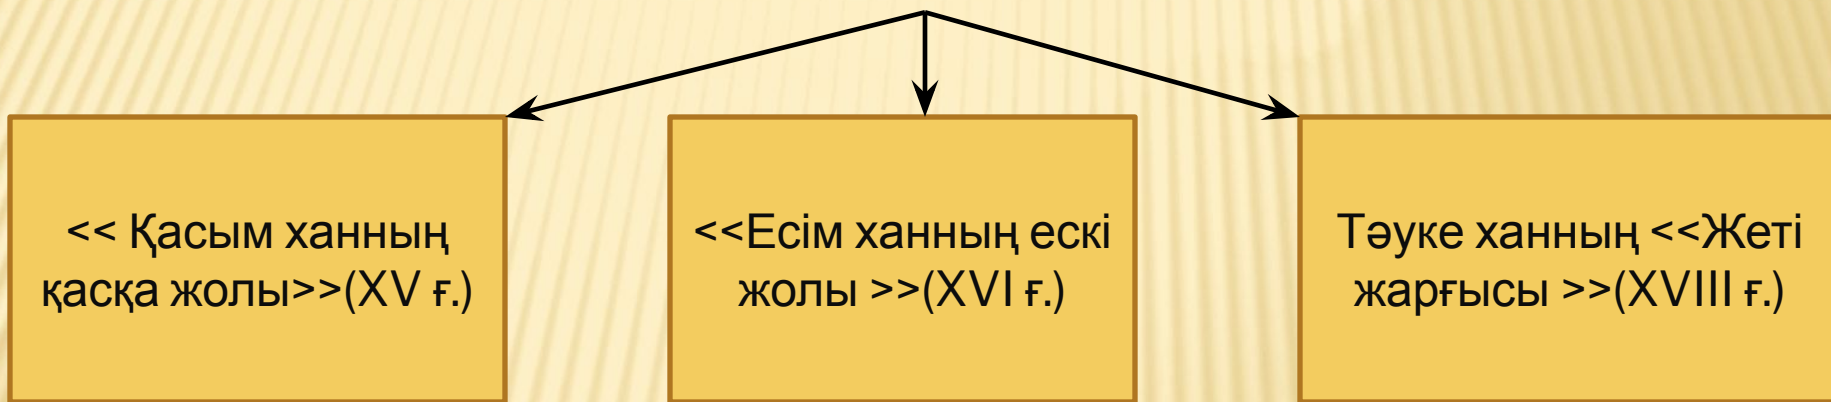 << Қасым ханның
қасқа жолы>>(XV ғ.)
<<Есім ханның ескі
жолы >>(XVI ғ.)
Тәуке ханның <<Жеті
жарғысы >>(XVIII ғ.)